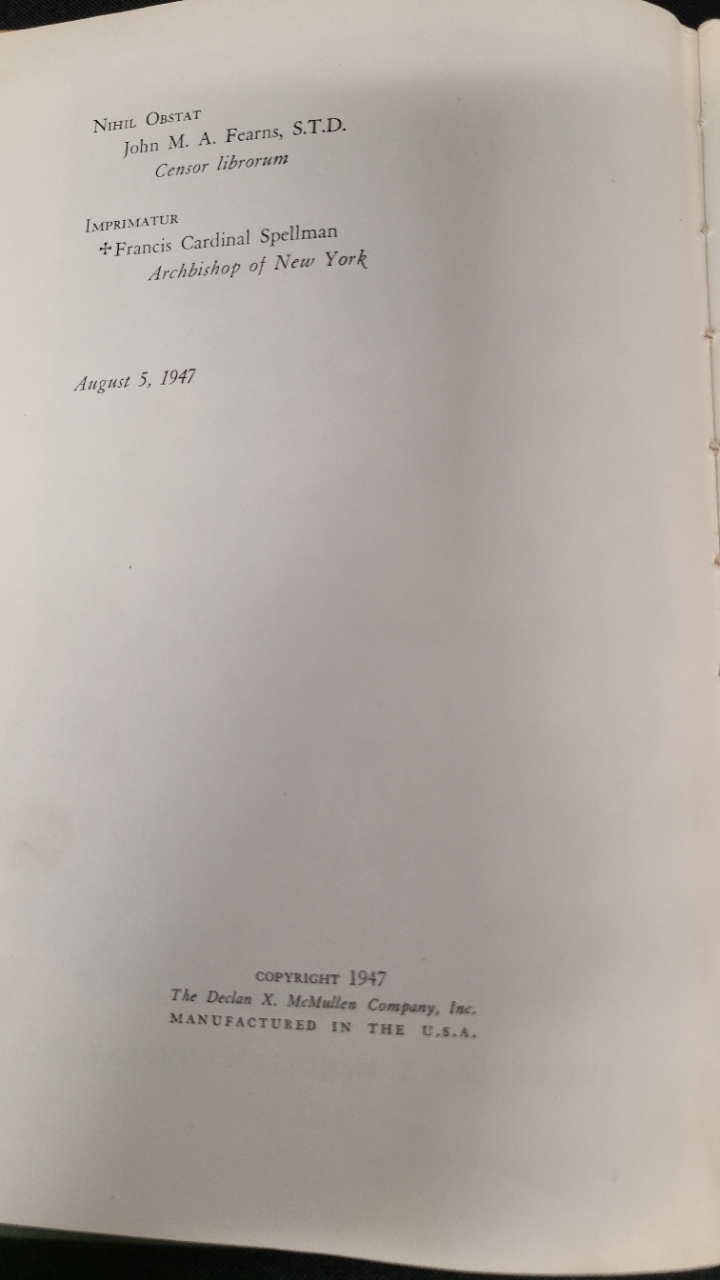 Nihil Obstat
John M. A. Fearns, S.T.D.
Censor librorum
Imprimatur
✢Francis Cardinal Spellman
Archbishop of New York
August 5, 1947
COPYRIGHT 1947
The Declan X. McMullen Company, Inc.
MANUFACTURED IN THE U.S.A.